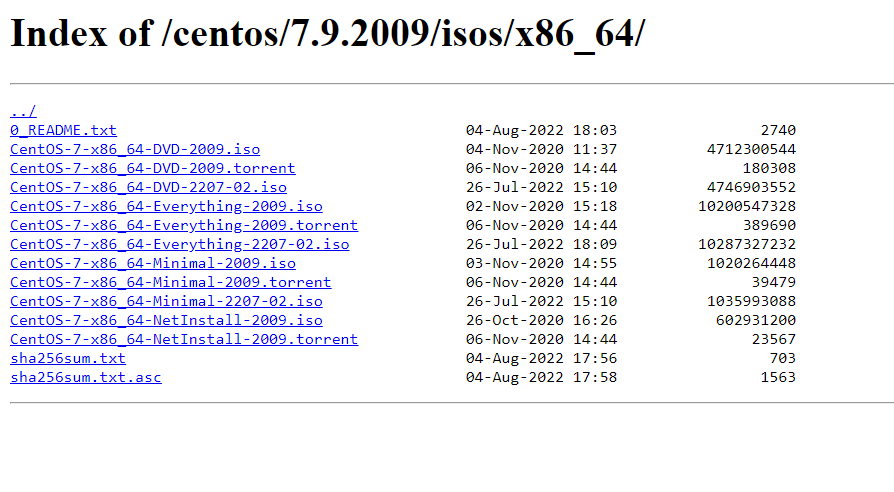 Index of /centos/7.9.2009/isos/x86_64/
../
0_README.txt 04-Aug-2022 18:03 2740
CentOS-7-x86_64-DVD-2009.iso 04-Nov-2020 11:37 4712300544
CentOS-7-x86_64-DVD-2009.torrent 06-Nov-2020 14:44 180308
CentOS-7-x86_64-DVD-2207-02.iso 26-Jul-2022 15:10 4746903552
CentOS-7-x86_64-Everything-2009.iso 02-Nov-2020 15:18 10200547328
CentOS-7-x86_64-Everything-2009.torrent 06-Nov-2020 14:44 389690
CentOS-7-x86_64-Everything-2207-02.iso 26-Jul-2022 18:09 10287327232
CentOS-7-x86_64-Minimal-2009.iso 03-Nov-2020 14:55 1020264448
CentOS-7-x86_64-Minimal-2009.torrent 06-Nov-2020 14:44 39479
CentOS-7-x86_64-Minimal-2207-02.iso 26-Jul-2022 15:10 1035993088
CentOS-7-x86_64-NetInstall-2009.iso 26-Oct-2020 16:26 602931200
CentOS-7-x86_64-NetInstall-2009.torrent 06-Nov-2020 14:44 23567
sha256sum.txt 04-Aug-2022 17:56 703
sha256sum.txt.asc 04-Aug-2022 17:58 1563